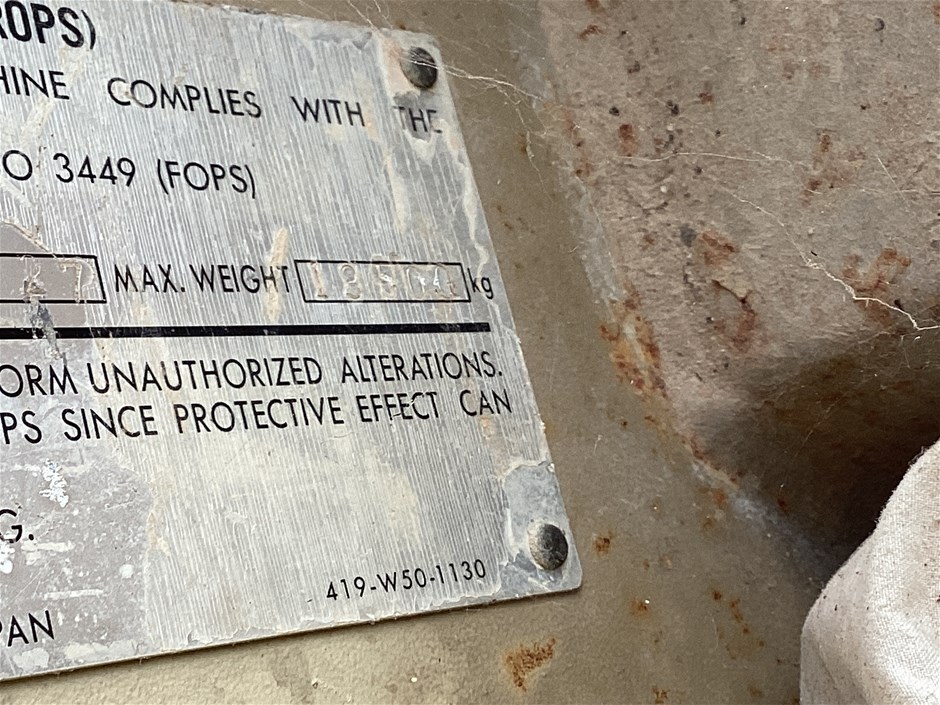 ROPS)
HINE COMPLIES WITH THE
O 3449 (FOPS)
MAX. WEIGHT kg
ORM UNAUTHORIZED ALTERATIONS.
PS SINCE PROTECTIVE EFFECT CAN
G.
419-W50-1130
PAN